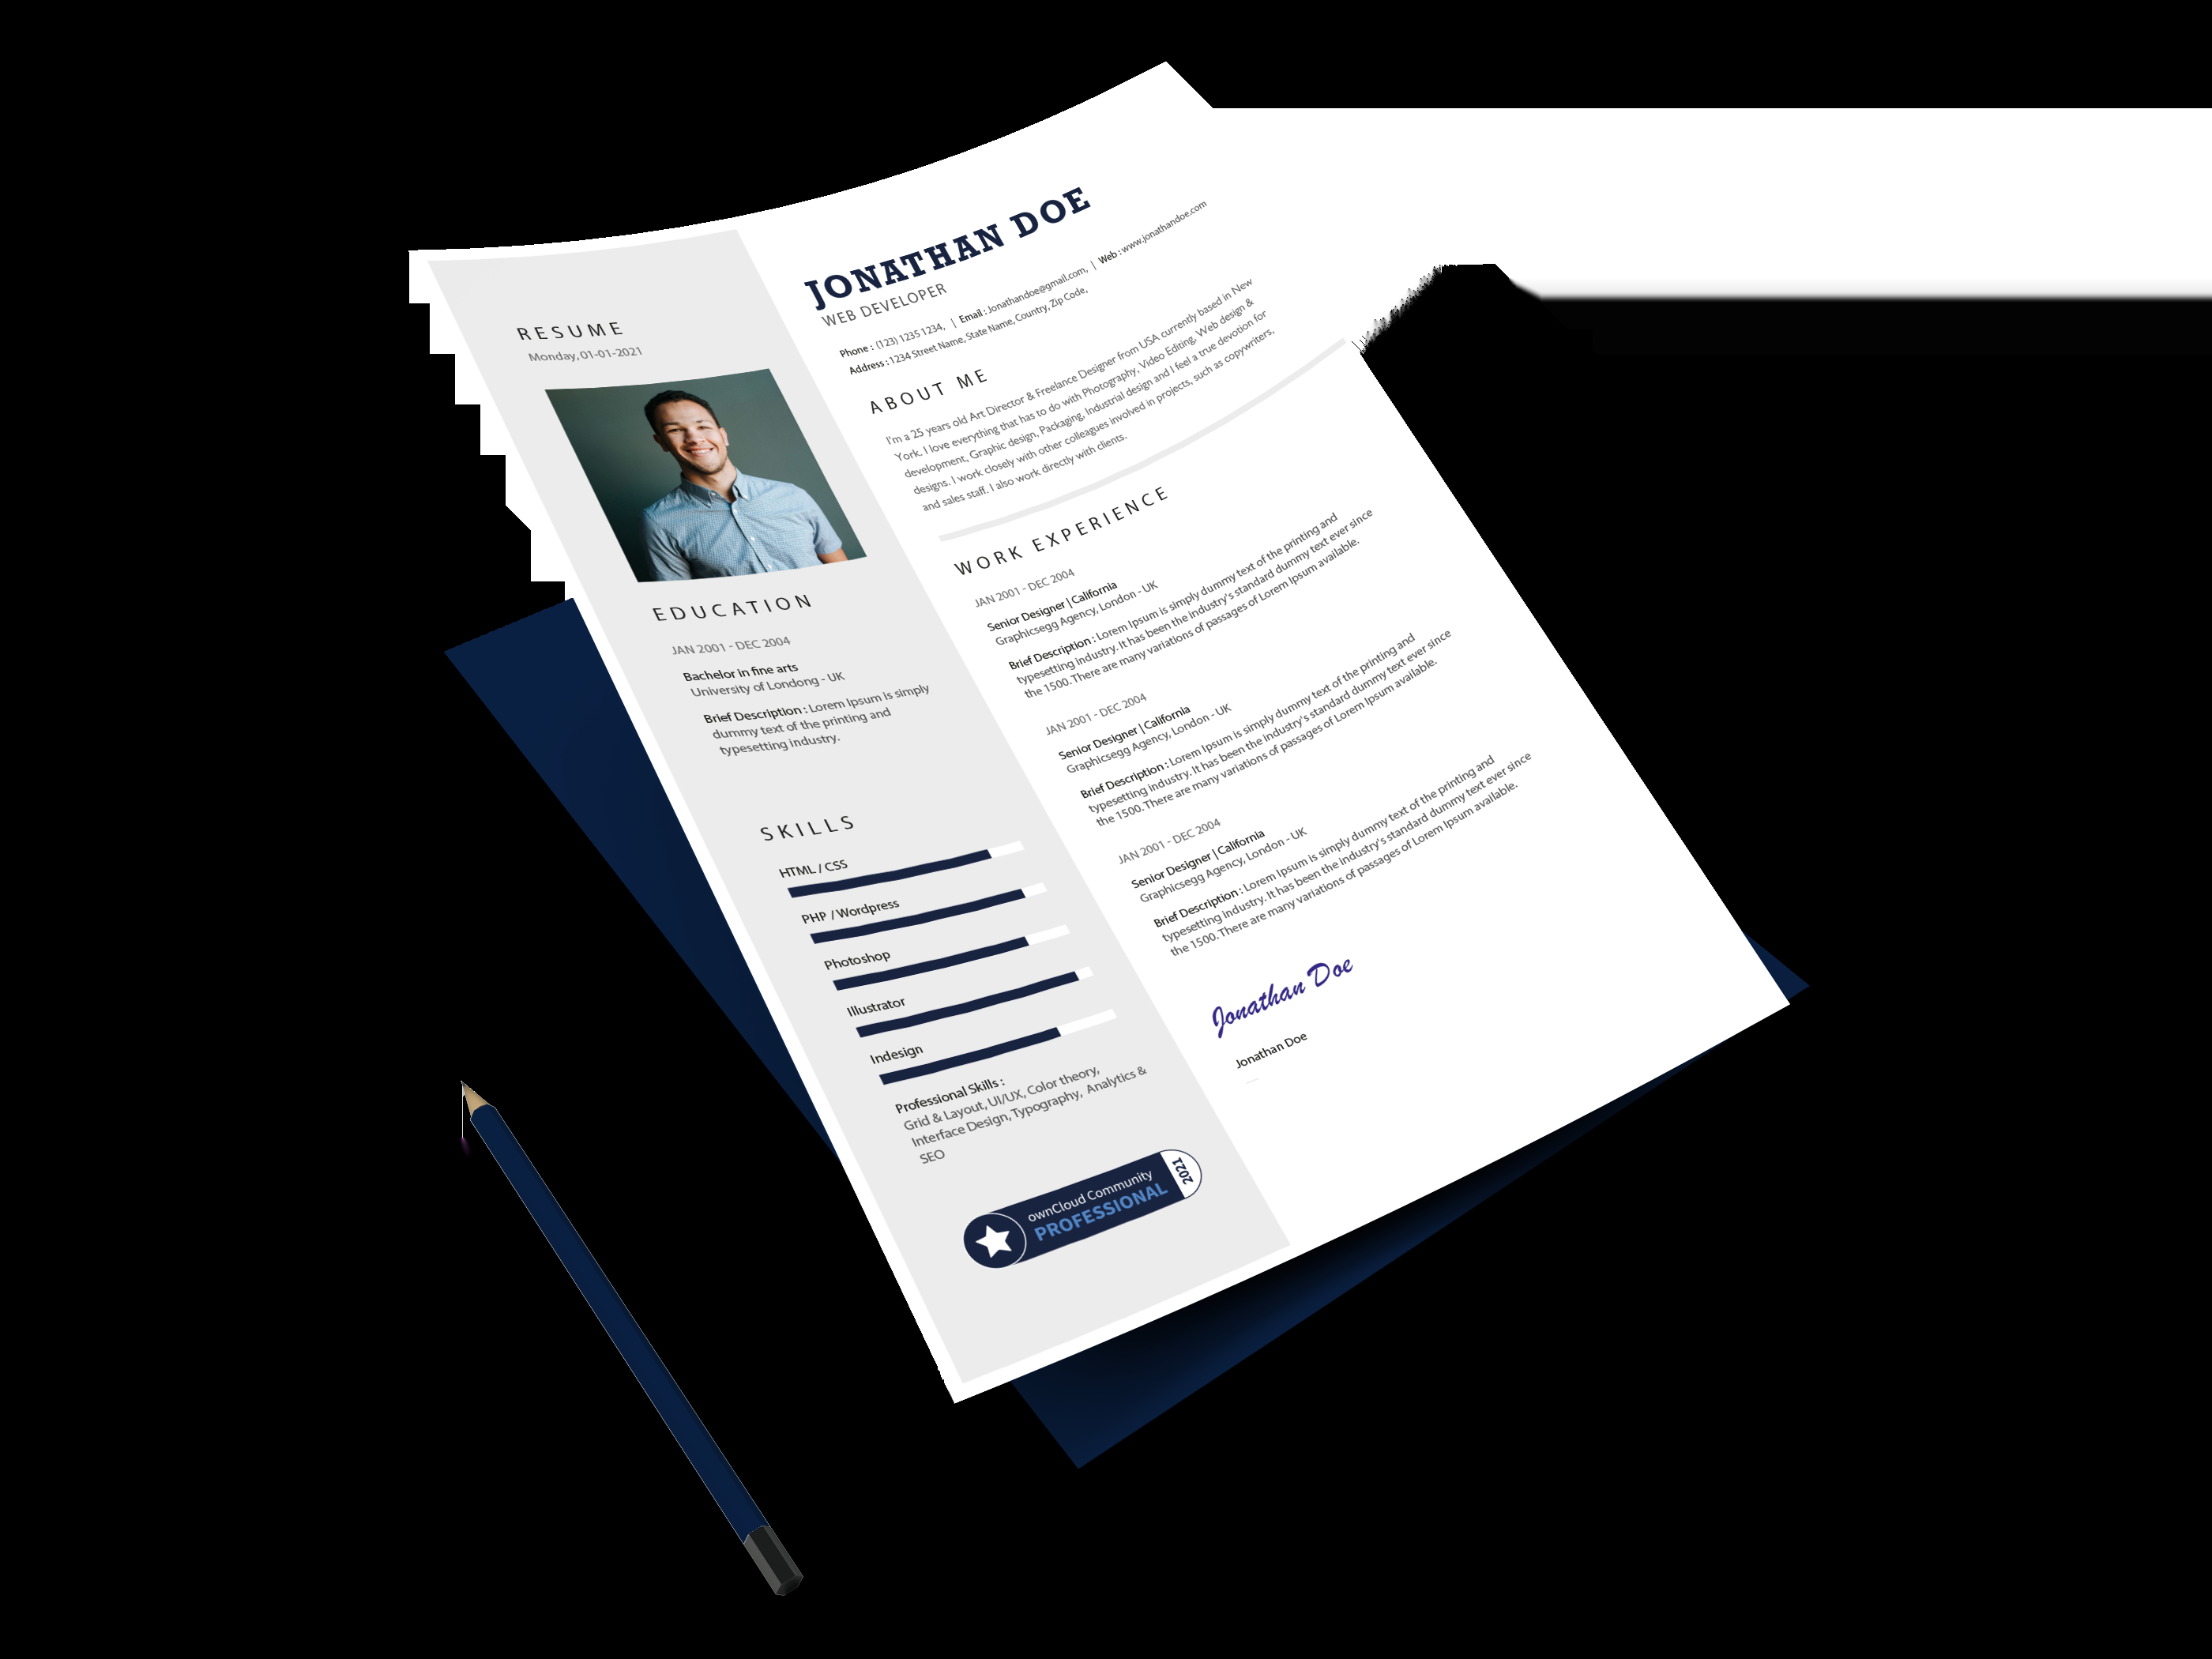 RESUME
Monday, 01-01-2021
EDUCATION
JAN 2001 - DEC 2004
Bachelor in fine arts
University of Londong - UK
Brief Description : Lorem Ipsum is simply
dummy text of the printing and
typesetting industry.
SKILLS
HTML / CSS
PHP / Wordpress
Photoshop
Illustrator
Indesign
Professional Skills :
Grid & Layout, UI/UX, Color theory,
Interface Design, Typography, Analytics &
SEO
ownCloud Community
PROFESSIONAL
2021
JONATHAN DOE
WEB DEVELOPER
Phone : (123) 1235 1234, | Email : Jonathandoe@gmail.com, | Web : www.jonathandoe.com
Address : 1234 Street Name, State Name, Country, Zip Code,
ABOUT ME
I'm a 25 years old Art Director & Freelance Designer from USA currently based in New
York. I love everything that has to do with Photography, Video Editing, Web design &
development, Graphic design, Packaging, Industrial design and I feel a true devotion for
designs. I work closely with other colleagues involved in projects, such as copywriters,
and sales staff. I also work directly with clients.
WORK EXPERIENCE
JAN 2001 - DEC 2004
Senior Designer | California
Graphicsegg Agency, London - UK
Brief Description : Lorem Ipsum is simply dummy text of the printing and
typesetting industry. It has been the industry's standard dummy text ever since
the 1500. There are many variations of passages of Lorem Ipsum available.
JAN 2001 - DEC 2004
Senior Designer | California
Graphicsegg Agency, London - UK
Brief Description : Lorem Ipsum is simply dummy text of the printing and
typesetting industry. It has been the industry's standard dummy text ever since
the 1500. There are many variations of passages of Lorem Ipsum available.
JAN 2001 - DEC 2004
Senior Designer | California
Graphicsegg Agency, London - UK
Brief Description : Lorem Ipsum is simply dummy text of the printing and
typesetting industry. It has been the industry's standard dummy text ever since
the 1500. There are many variations of passages of Lorem Ipsum available.
Jonathan Doe
Jonathan Doe